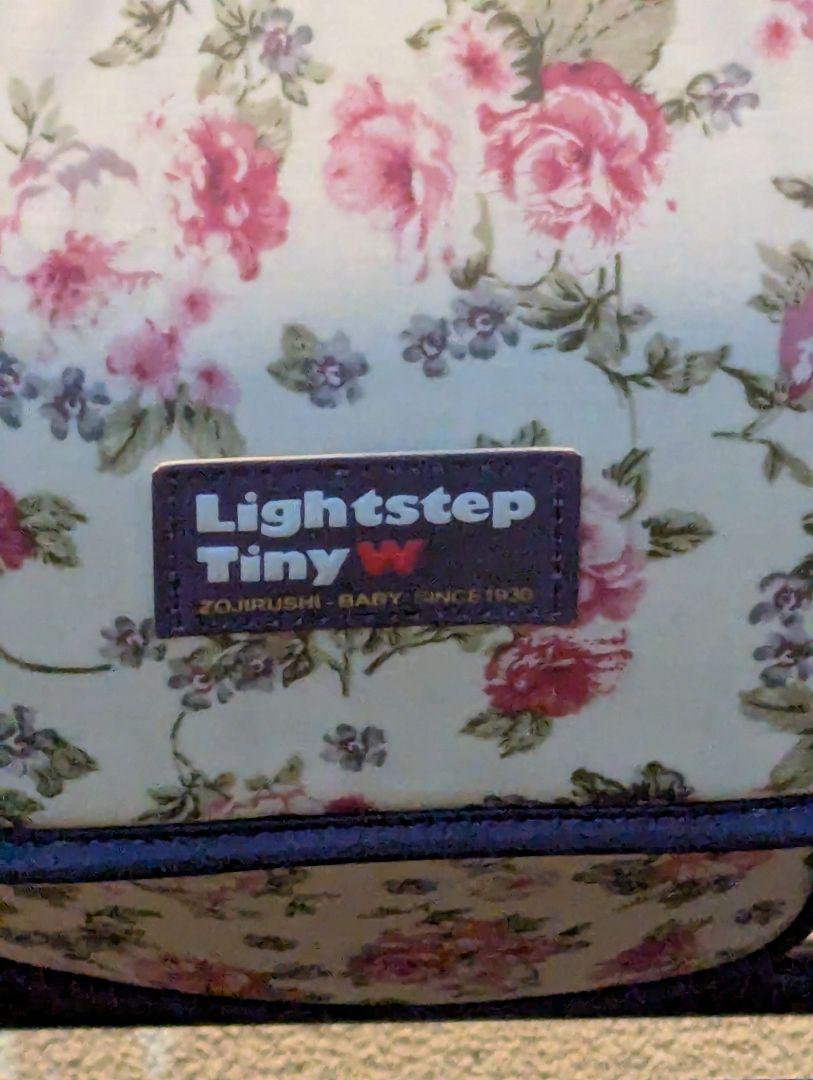 Lightstep
Tiny W
ZOJIRUSHI - BABY SINCE 1930